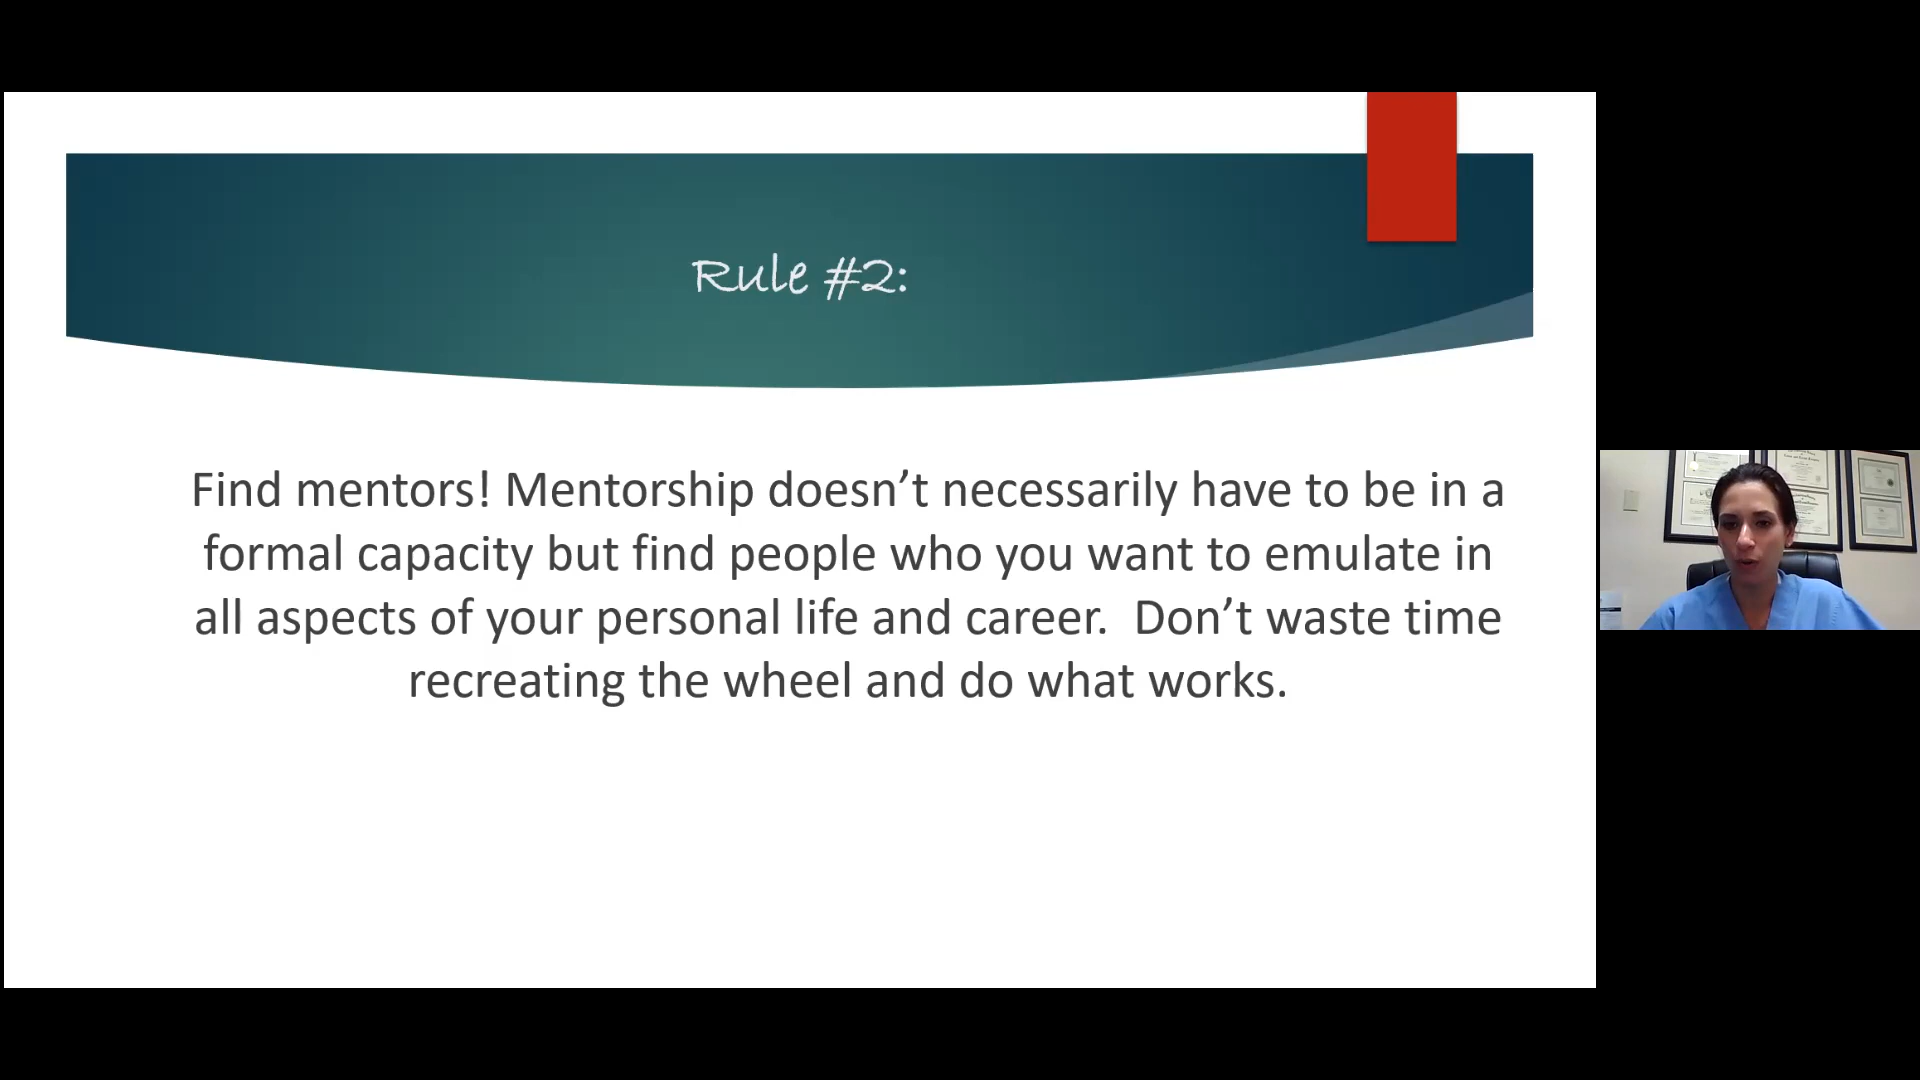 Rule #2:
Find mentors! Mentorship doesn’t necessarily have to be in a
formal capacity but find people who you want to emulate in
all aspects of your personal life and career.  Don’t waste time
recreating the wheel and do what works.